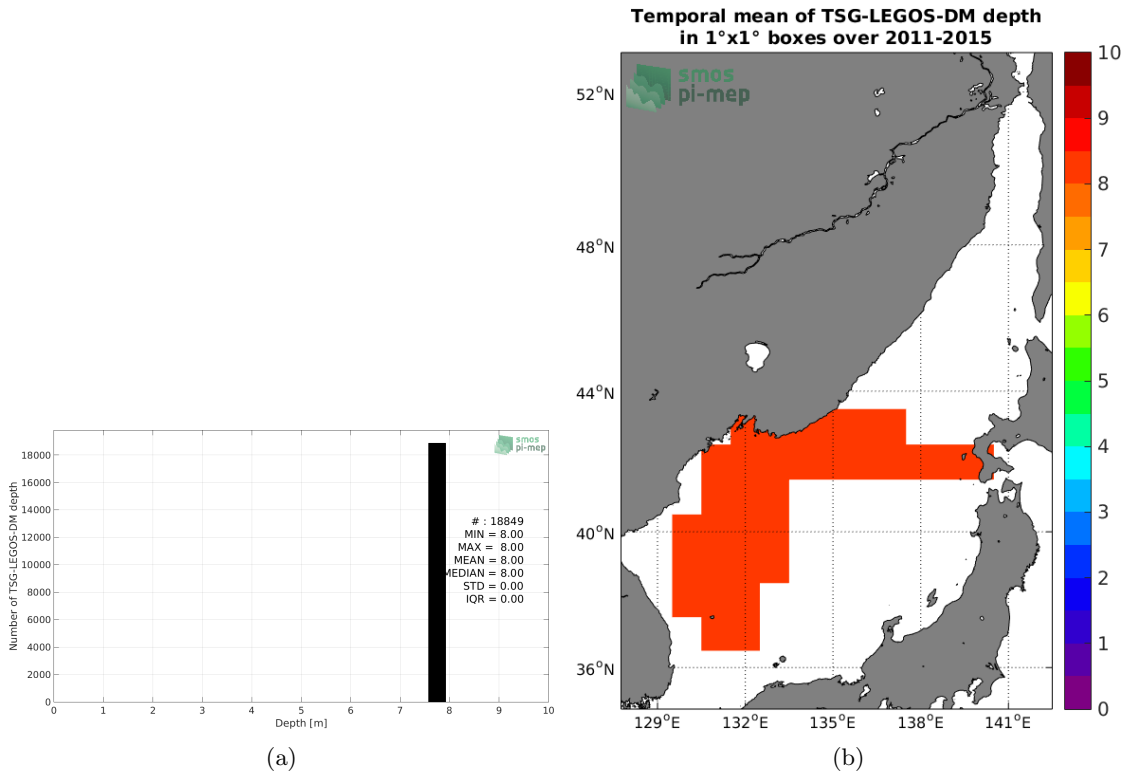 smos
pi-mep
18000
16000
14000
12000
10000
8000
6000
4000
2000
0
Number of TSG-LEGOS-DM depth
# : 18849
MIN = 8.00
MAX = 8.00
MEAN = 8.00
MEDIAN = 8.00
STD = 0.00
IQR = 0.00
0 1 2 3 4 5 6 7 8 9 10
Depth [m]
(a)
Temporal mean of TSG-LEGOS-DM depth
in 1°x1° boxes over 2011-2015
smos
pi-mep
52°N
48°N
44°N
40°N
36°N
129°E 132°E 135°E 138°E 141°E
10
9
8
7
6
5
4
3
2
1
0
(b)